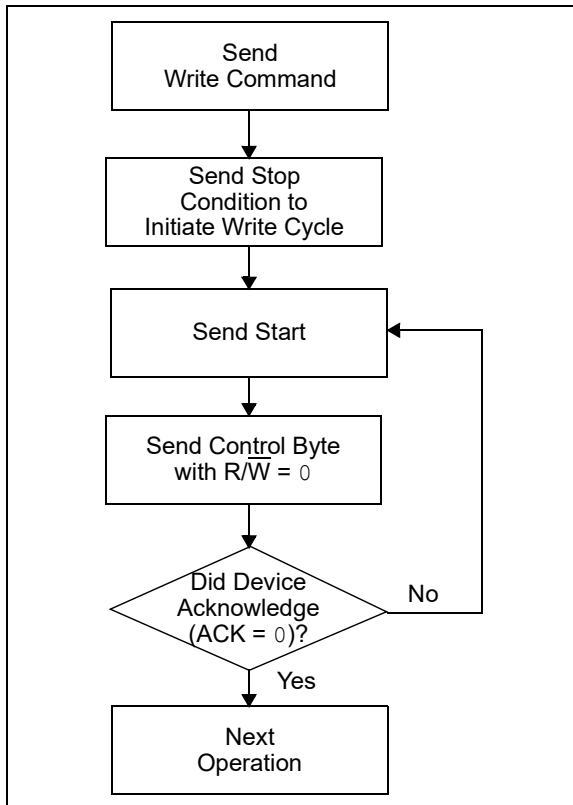 Send
Write Command
Send Stop
Condition to
Initiate Write Cycle
Send Start
Send Control Byte
with R/W̅ = 0
Did Device
Acknowledge
(ACK = 0)?
No
Yes
Next
Operation